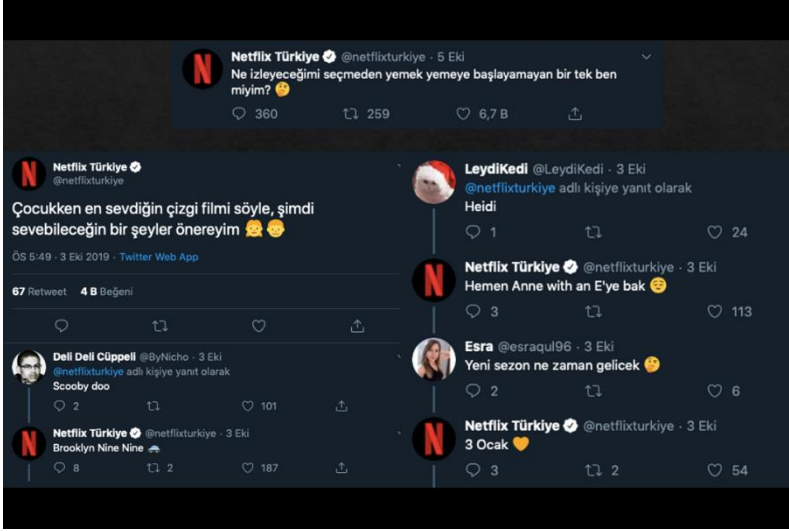 Netflix Türkiye @netflixturkiye · 5 Eki
Ne izleyeceğimi seçmeden yemek yemeye başlayamayan bir tek ben
miyim? 🤔
360 259 6,7 B
Netflix Türkiye
@netflixturkiye
Çocukken en sevdiğin çizgi filmi söyle, şimdi
sevebileceğin bir şeyler önereyim 👧👦
ÖS 5:49 · 3 Eki 2019 · Twitter Web App
67 Retweet 4 B Beğeni
Deli Deli Cüppeli @ByNicho · 3 Eki
@netflixturkiye adlı kişiye yanıt olarak
Scooby doo
2 101
Netflix Türkiye @netflixturkiye · 3 Eki
Brooklyn Nine Nine 🚓
8 2 187
LeydiKedi @LeydiKedi · 3 Eki
@netflixturkiye adlı kişiye yanıt olarak
Heidi
1 24
Netflix Türkiye @netflixturkiye · 3 Eki
Hemen Anne with an E'ye bak 😌
3 113
Esra @esraqul96 · 3 Eki
Yeni sezon ne zaman gelicek 🤔
2 6
Netflix Türkiye @netflixturkiye · 3 Eki
3 Ocak 🧡
3 2 54